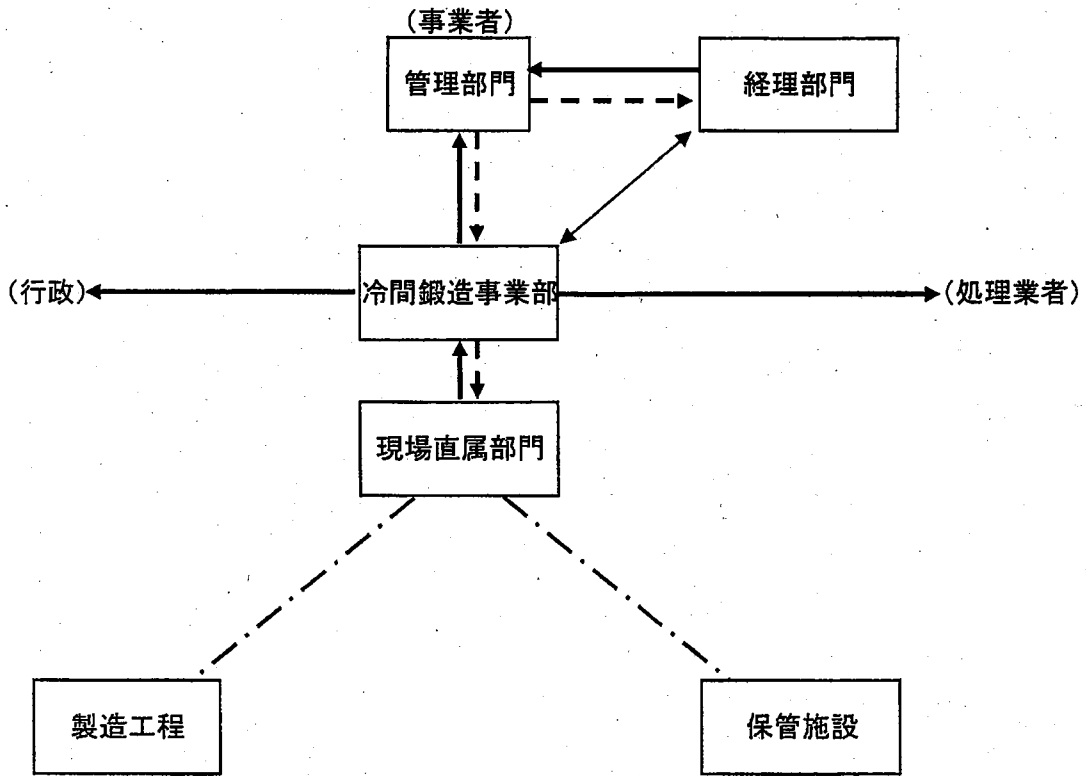 （事業者）
管理部門
経理部門
（行政）
冷間鍛造事業部
（処理業者）
現場直属部門
製造工程
保管施設